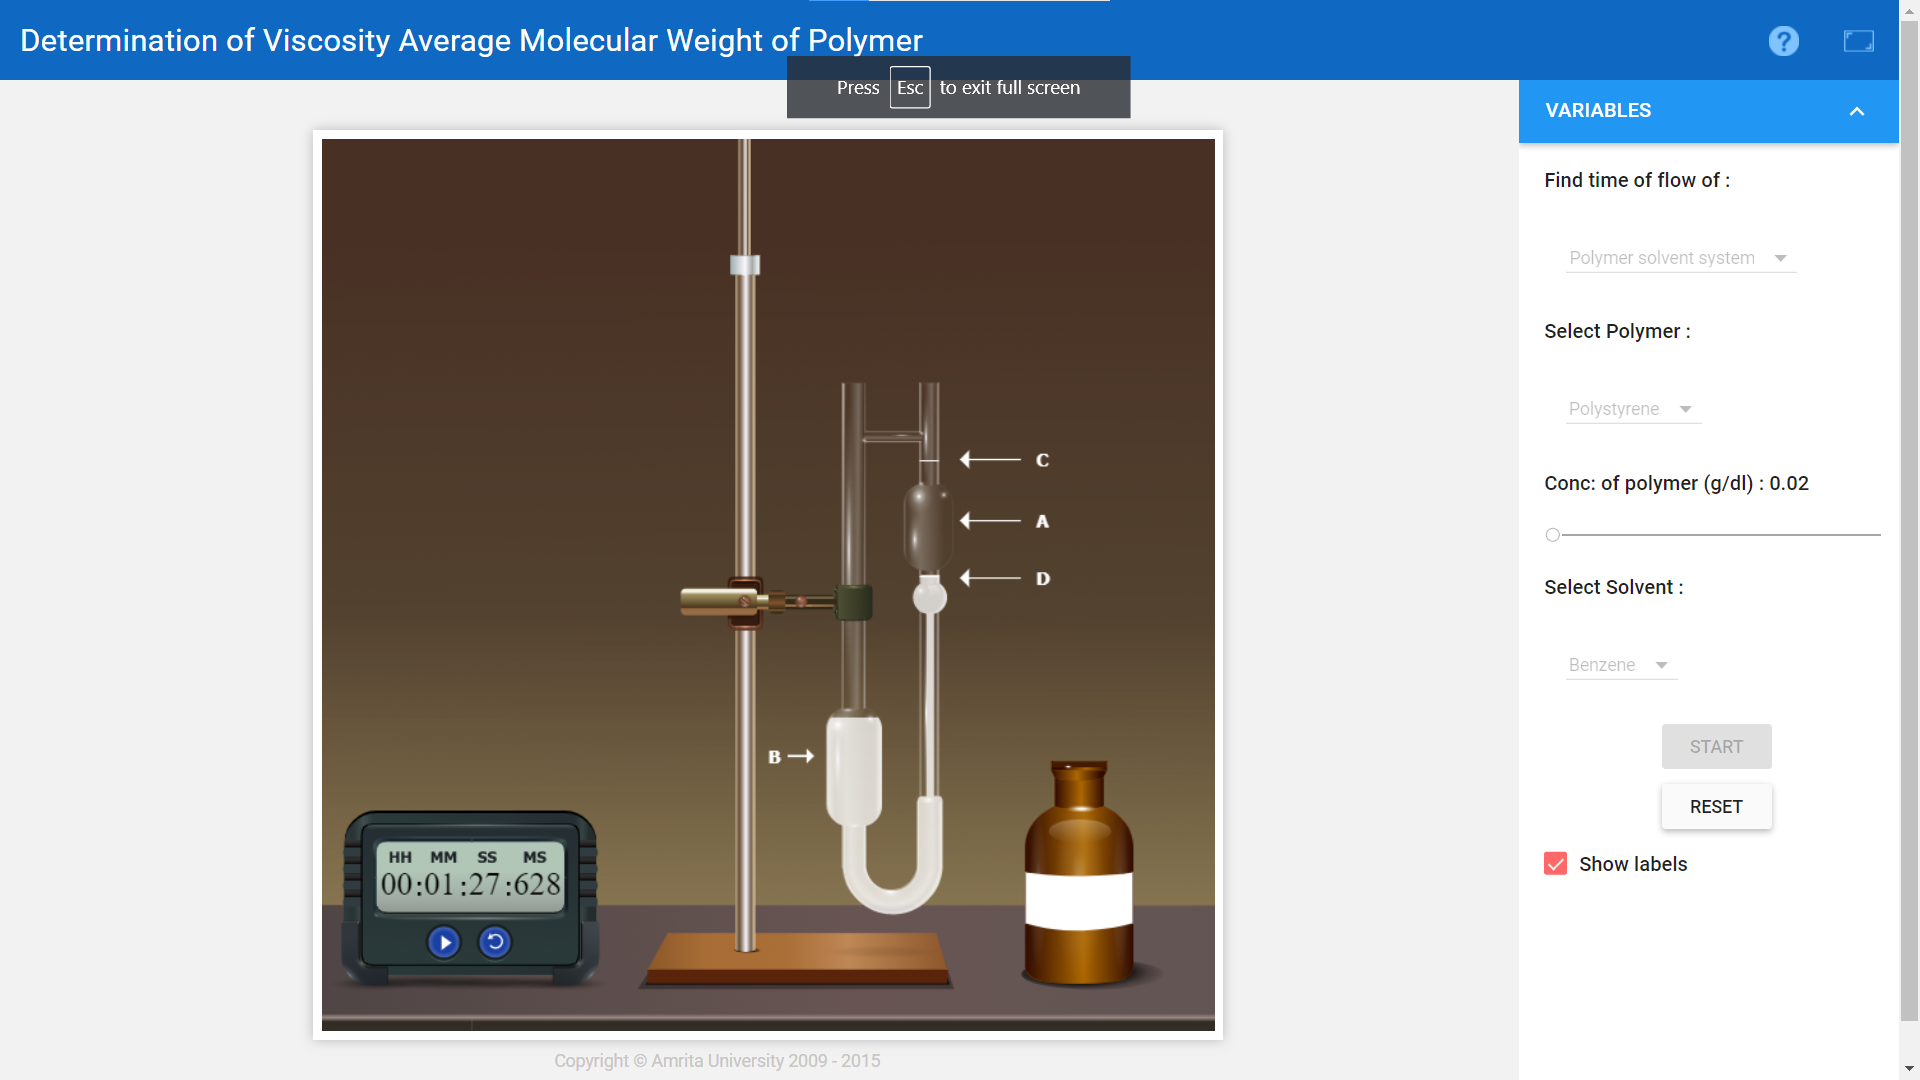 Determination of Viscosity Average Molecular Weight of Polymer
Press Esc to exit full screen
VARIABLES
Find time of flow of :
Polymer solvent system
Select Polymer :
Polystyrene
Conc: of polymer (g/dl) : 0.02
Select Solvent :
Benzene
START
RESET
Show labels
C
A
D
B
HH MM SS MS
00:01:27:628
Copyright © Amrita University 2009 - 2015